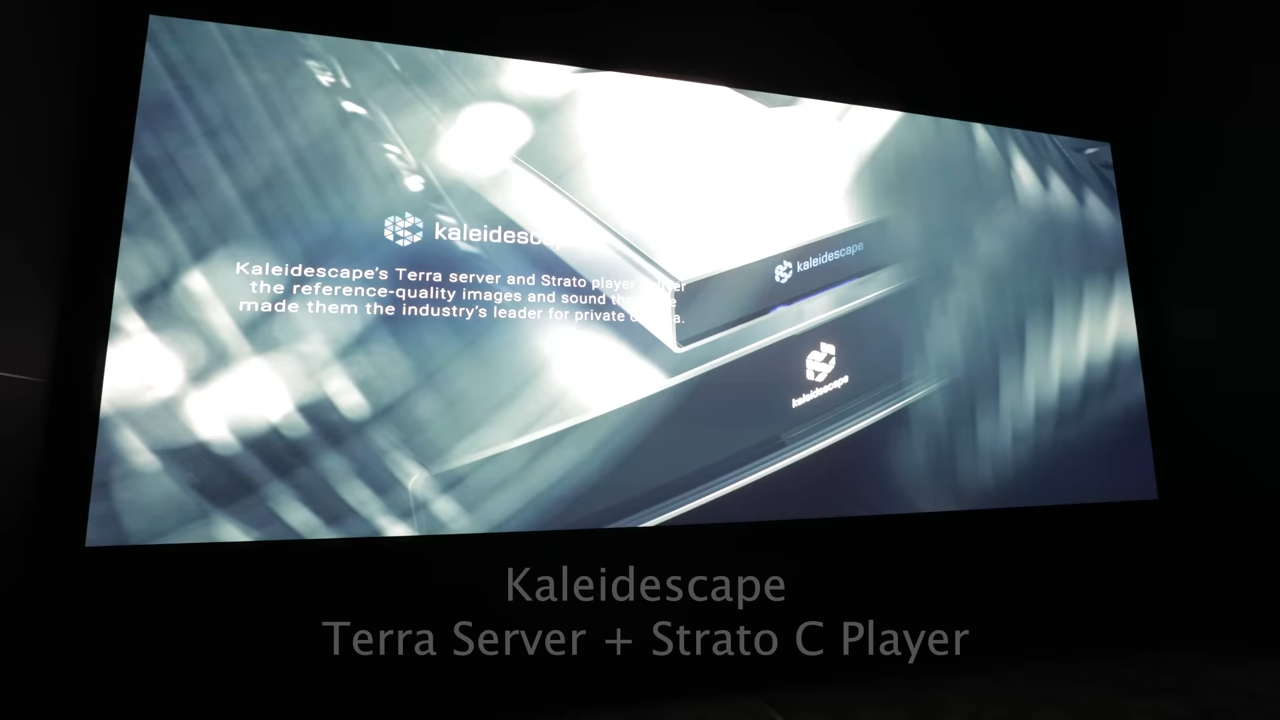 kaleidescape
Kaleidescape's Terra server and Strato player
the reference-quality images and sound
made them the industry's leader for private
kaleidescape
kaleidescape
Kaleidescape
Terra Server + Strato C Player